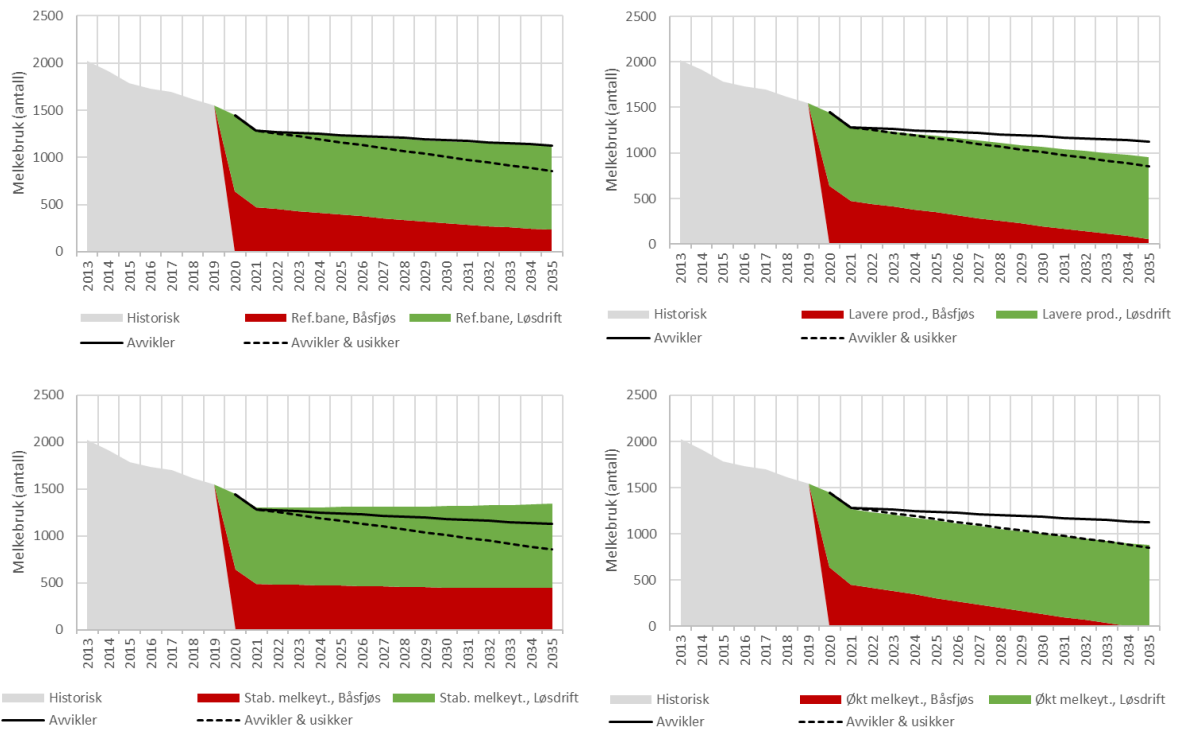 2500
2000
1500
1000
500
0
Melkebruk (antall)
2013 2014 2015 2016 2017 2018 2019 2020 2021 2022 2023 2024 2025 2026 2027 2028 2029 2030 2031 2032 2033 2034 2035
Historisk Ref.bane, Båsfjøs Ref.bane, Løsdrift
Avvikler Avvikler & usikker
2500
2000
1500
1000
500
0
Melkebruk (antall)
2013 2014 2015 2016 2017 2018 2019 2020 2021 2022 2023 2024 2025 2026 2027 2028 2029 2030 2031 2032 2033 2034 2035
Historisk Lavere prod., Båsfjøs Lavere prod., Løsdrift
Avvikler Avvikler & usikker
2500
2000
1500
1000
500
0
Melkebruk (antall)
2013 2014 2015 2016 2017 2018 2019 2020 2021 2022 2023 2024 2025 2026 2027 2028 2029 2030 2031 2032 2033 2034 2035
Historisk Stab. melkeyt., Båsfjøs Stab. melkeyt., Løsdrift
Avvikler Avvikler & usikker
2500
2000
1500
1000
500
0
Melkebruk (antall)
2013 2014 2015 2016 2017 2018 2019 2020 2021 2022 2023 2024 2025 2026 2027 2028 2029 2030 2031 2032 2033 2034 2035
Historisk Økt melkeyt., Båsfjøs Økt melkeyt., Løsdrift
Avvikler Avvikler & usikker